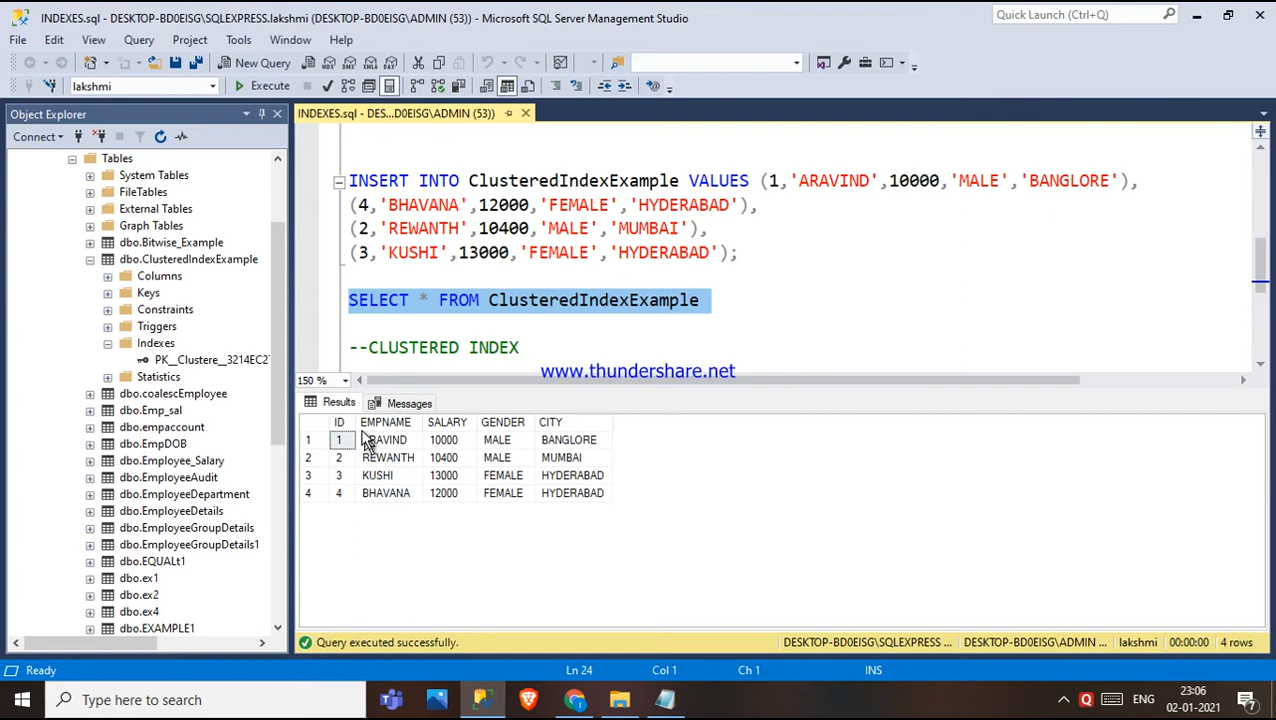 INDEXES.sql - DESKTOP-BD0EISG\SQLEXPRESS.lakshmi (DESKTOP-BD0EISG\ADMIN (53)) - Microsoft SQL Server Management Studio
Quick Launch (Ctrl+Q)
File Edit View Query Project Tools Window Help
New Query MDX DMX XMLA DAX
lakshmi Execute
Object Explorer
INDEXES.sql - DES...D0EISG\ADMIN (53))
Connect
Tables
System Tables
FileTables
External Tables
Graph Tables
dbo.Bitwise_Example
dbo.ClusteredIndexExample
Columns
Keys
Constraints
Triggers
Indexes
PK__Clustere__3214EC27
Statistics
dbo.coalescEmployee
dbo.Emp_sal
dbo.empaccount
dbo.EmpDOB
dbo.Employee_Salary
dbo.EmployeeAudit
dbo.EmployeeDepartment
dbo.EmployeeDetails
dbo.EmployeeGroupDetails
dbo.EmployeeGroupDetails1
dbo.EQUALt1
dbo.ex1
dbo.ex2
dbo.ex4
dbo.EXAMPLE1
INSERT INTO ClusteredIndexExample VALUES (1,'ARAVIND',10000,'MALE','BANGLORE'),
(4,'BHAVANA',12000,'FEMALE','HYDERABAD'),
(2,'REWANTH',10400,'MALE','MUMBAI'),
(3,'KUSHI',13000,'FEMALE','HYDERABAD');
SELECT * FROM ClusteredIndexExample
--CLUSTERED INDEX
www.thundershare.net
150 %
Results Messages
ID EMPNAME SALARY GENDER CITY
1 1 ARAVIND 10000 MALE BANGLORE
2 2 REWANTH 10400 MALE MUMBAI
3 3 KUSHI 13000 FEMALE HYDERABAD
4 4 BHAVANA 12000 FEMALE HYDERABAD
Query executed successfully. DESKTOP-BD0EISG\SQLEXPRESS ... DESKTOP-BD0EISG\ADMIN ... lakshmi 00:00:00 4 rows
Ready Ln 24 Col 1 Ch 1 INS
Type here to search
ENG
23:06
02-01-2021
7